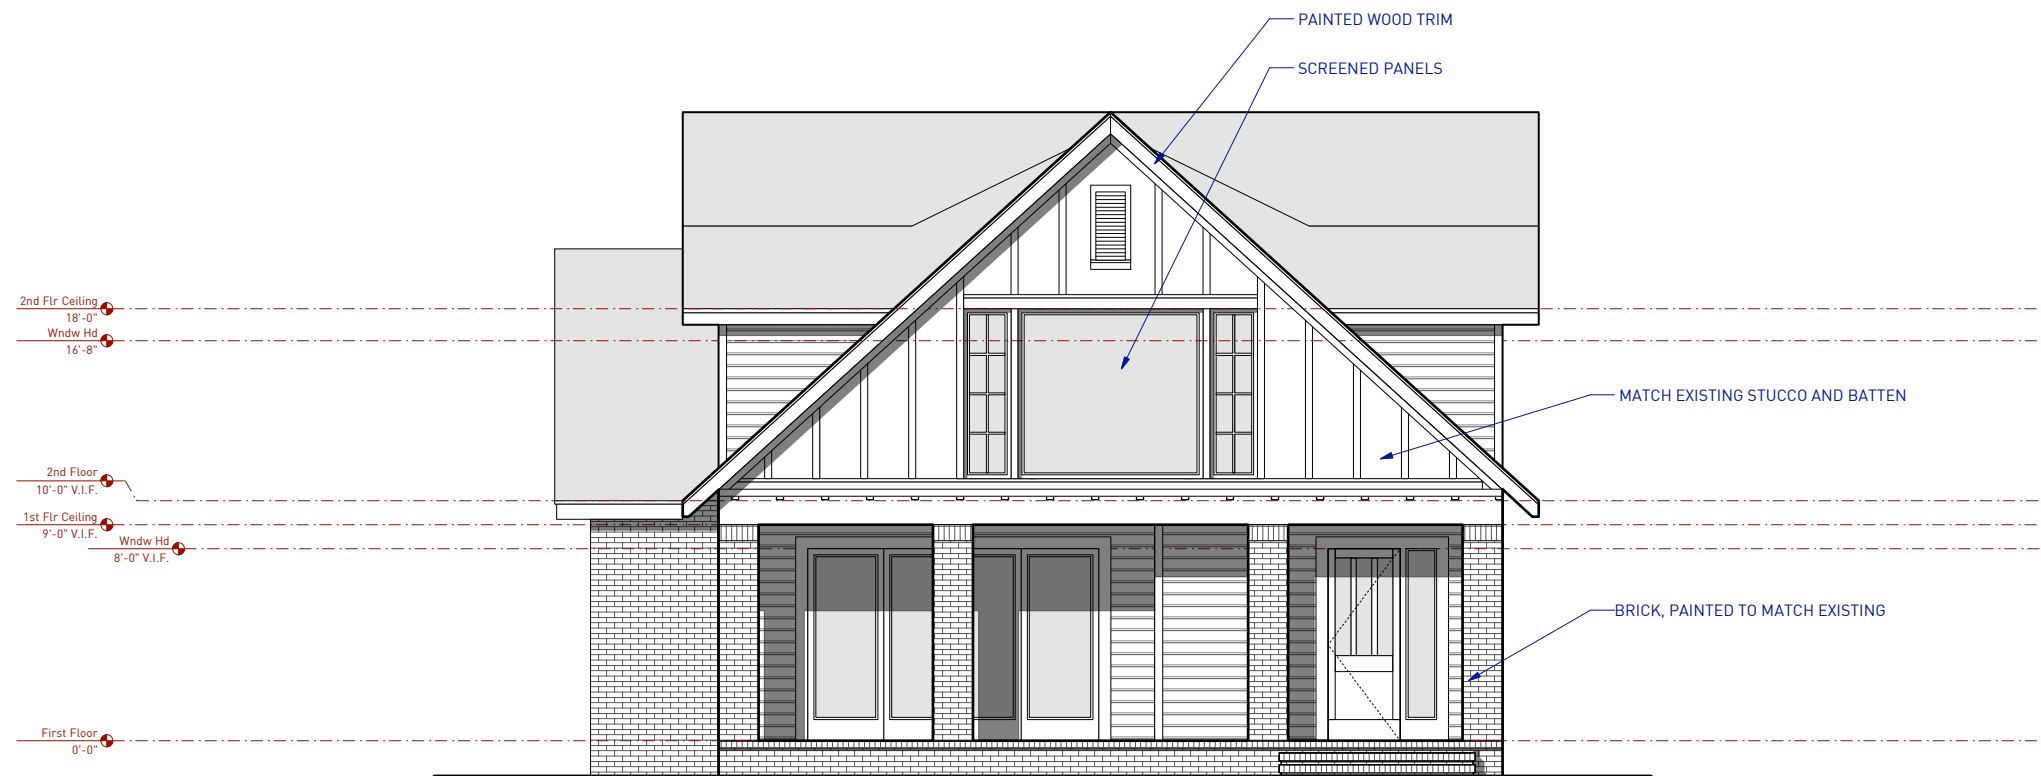 PAINTED WOOD TRIM
SCREENED PANELS
2nd Flr Ceiling
18'-0"
Wndw Hd
16'-8"
MATCH EXISTING STUCCO AND BATTEN
2nd Floor
10'-0" V.I.F.
1st Flr Ceiling
9'-0" V.I.F.
Wndw Hd
8'-0" V.I.F.
BRICK, PAINTED TO MATCH EXISTING
First Floor
0'-0"